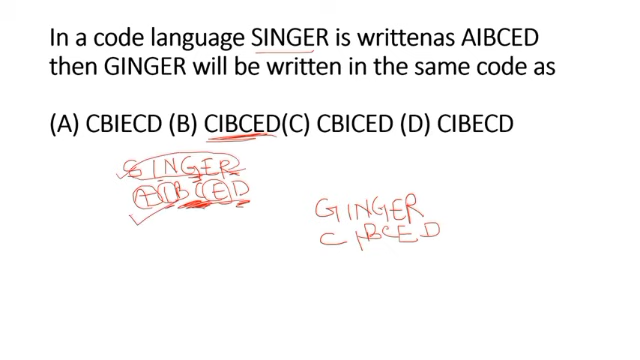 In a code language SINGER is writtenas AIBCED
then GINGER will be written in the same code as
(A) CBIECD (B) CIBCED(C) CBICED (D) CIBECD
SINGER
AIBCED
GINGER
CIBCED